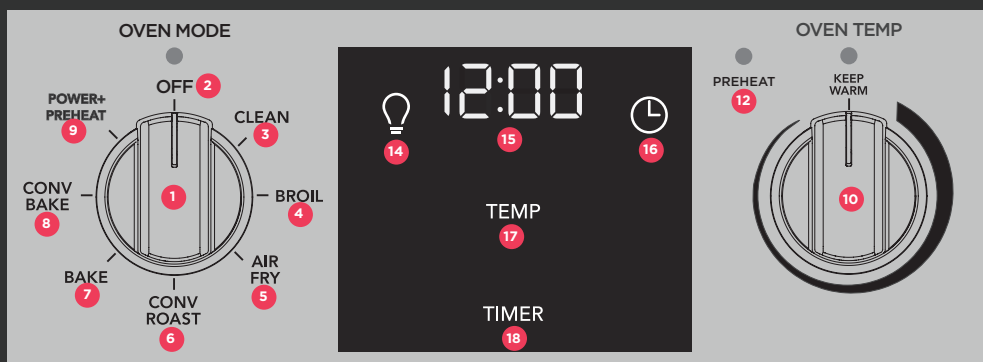 OVEN MODE
OVEN TEMP
OFF 2
POWER+
PREHEAT
9
CLEAN
3
CONV
BAKE
8
1
BROIL
4
BAKE
7
AIR
FRY
5
CONV
ROAST
6
12:00
14
15
16
TEMP
17
TIMER
18
PREHEAT
12
KEEP
WARM
10